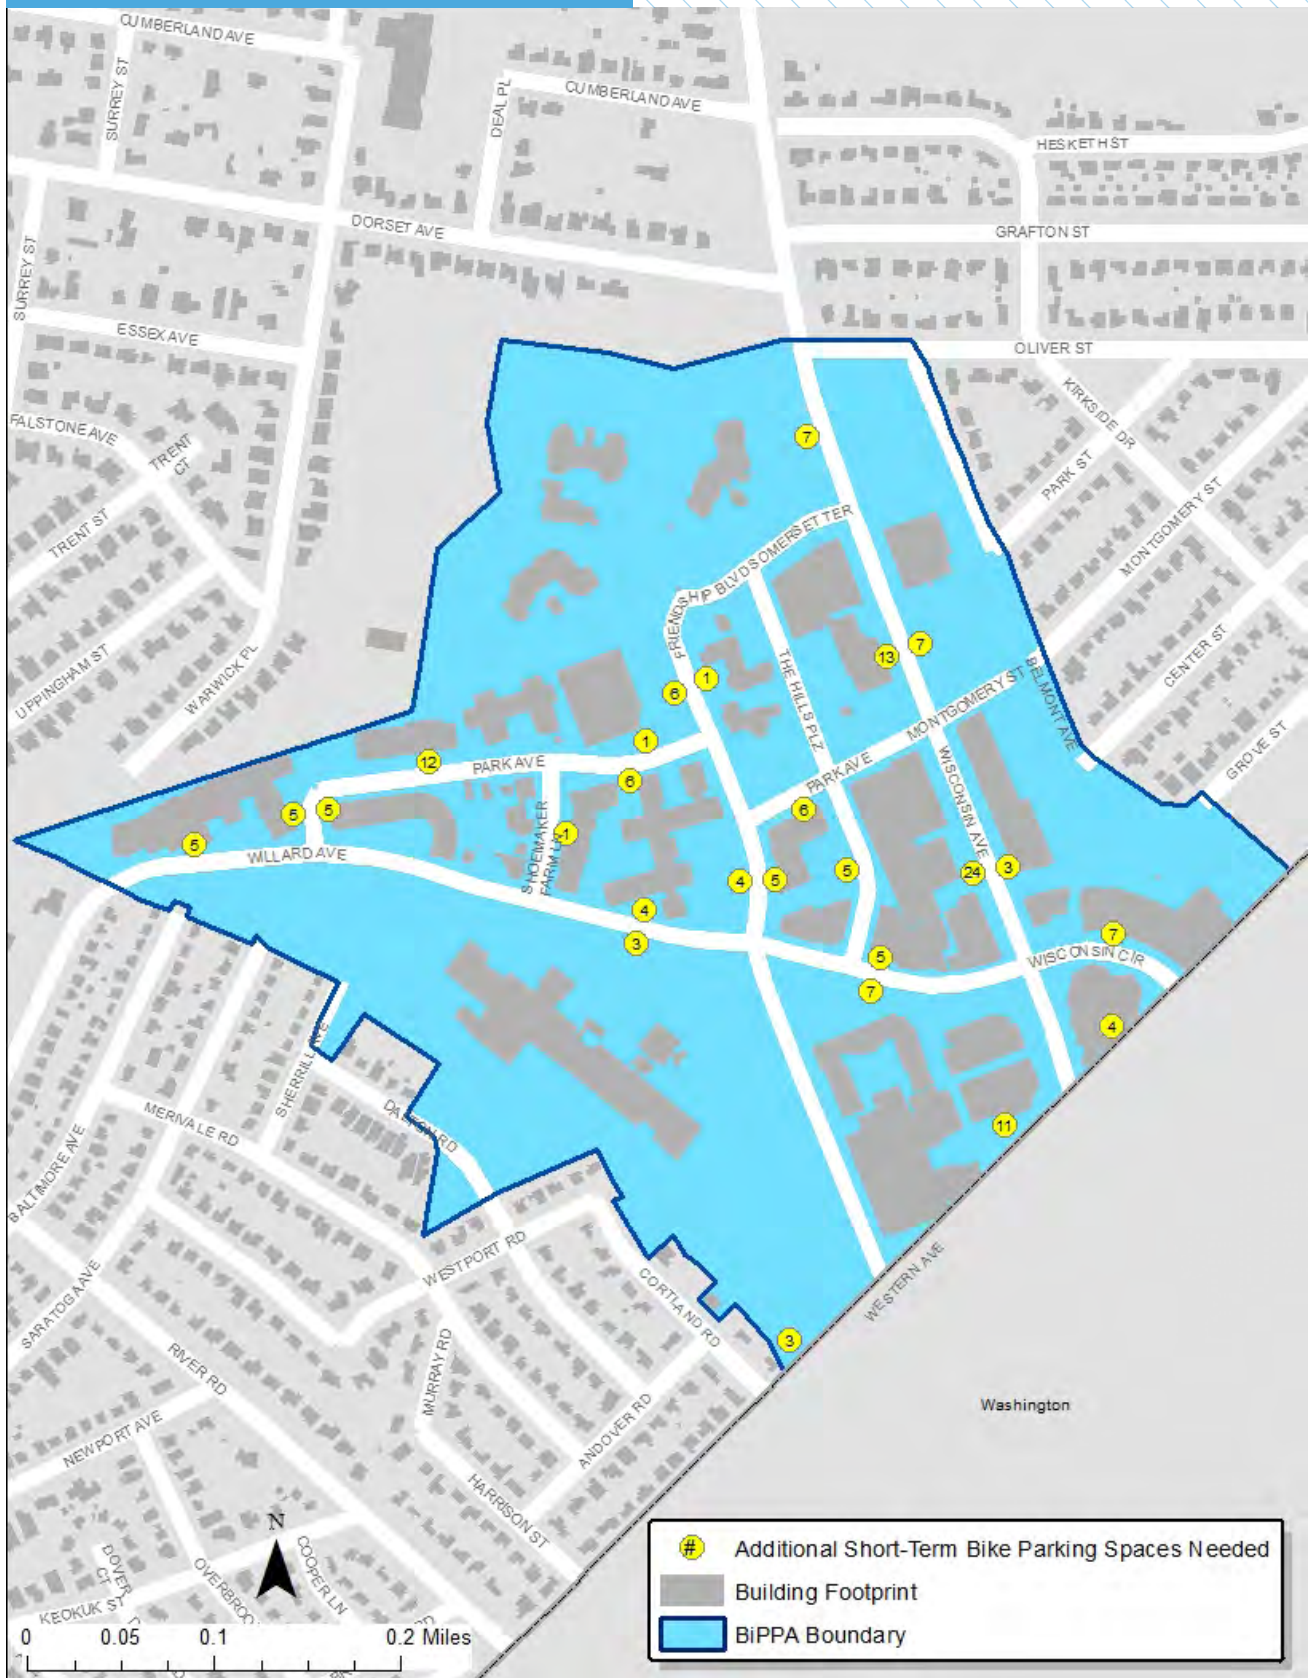 CUMBERLAND AVE
SURREY ST
DEAL PL
CUMBERLAND AVE
HESKETH ST
DORSET AVE
GRAFTON ST
SURREY ST
ESSEX AVE
OLIVER ST
KIRKSIDE DR
FALSTONE AVE
TRENT CT
PARK ST
MONTGOMERY ST
7
TRENT ST
SOMERSET TER
FRIENDSHIP BLVD
UPPINGHAM ST
WARWICK PL
THE HILLS PLZ
CENTER ST
BELMONT AVE
GROVE ST
13
7
1
6
MONTGOMERY ST
1
12
PARK AVE
6
PARK AVE
WISCONSIN AVE
5
5
6
SHOEMAKER
FARM LN
1
5
WILLARD AVE
4
5
5
24
3
4
3
7
5
WISCONSIN CIR
7
4
SHERRILL AVE
MERIVALE RD
DALTON RD
11
BALTIMORE AVE
WESTPORT RD
WESTERN AVE
SARATOGA AVE
CORTLAND RD
3
RIVER RD
MURRAY RD
ANDOVER RD
Washington
NEWPORT AVE
HARRISON ST
N
DOVER CT
OVERBROO
COOPER LN
KEOKUK ST
0 0.05 0.1 0.2 Miles
# Additional Short-Term Bike Parking Spaces Needed
Building Footprint
BiPPA Boundary